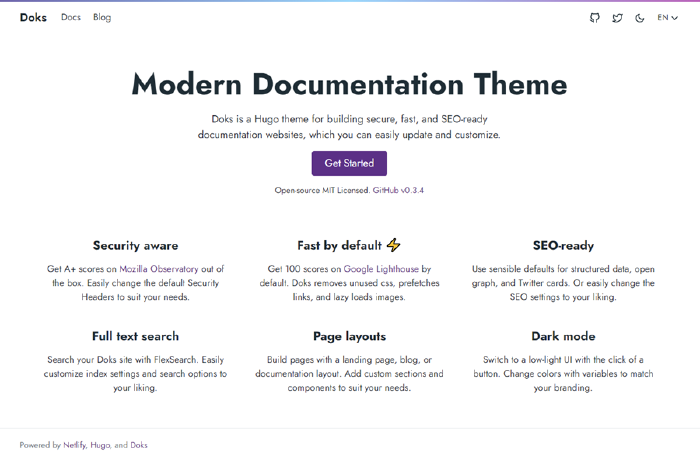 Doks Docs Blog EN
Modern Documentation Theme
Doks is a Hugo theme for building secure, fast, and SEO-ready
documentation websites, which you can easily update and customize.
Get Started
Open-source MIT Licensed. GitHub v0.3.4
Security aware
Get A+ scores on Mozilla Observatory out of
the box. Easily change the default Security
Headers to suit your needs.
Fast by default ⚡
Get 100 scores on Google Lighthouse by
default. Doks removes unused css, prefetches
links, and lazy loads images.
SEO-ready
Use sensible defaults for structured data, open
graph, and Twitter cards. Or easily change the
SEO settings to your liking.
Full text search
Search your Doks site with FlexSearch. Easily
customize index settings and search options to
your liking.
Page layouts
Build pages with a landing page, blog, or
documentation layout. Add custom sections and
components to suit your needs.
Dark mode
Switch to a low-light UI with the click of a
button. Change colors with variables to match
your branding.
Powered by Netlify, Hugo, and Doks